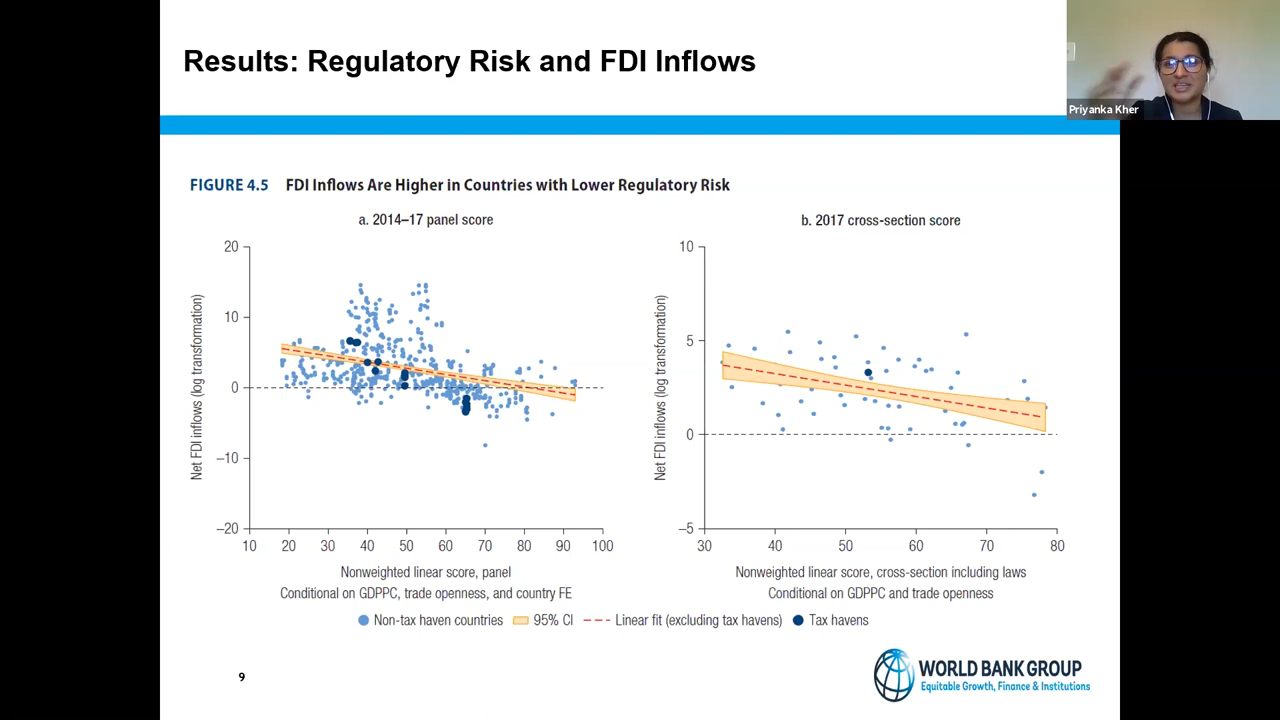 Results: Regulatory Risk and FDI Inflows
Priyanka Kher
FIGURE 4.5 FDI Inflows Are Higher in Countries with Lower Regulatory Risk
a. 2014–17 panel score
b. 2017 cross-section score
Net FDI inflows (log transformation)
20
10
0
–10
–20
10 20 30 40 50 60 70 80 90 100
Nonweighted linear score, panel
Conditional on GDPPC, trade openness, and country FE
Net FDI inflows (log transformation)
10
5
0
–5
30 40 50 60 70 80
Nonweighted linear score, cross-section including laws
Conditional on GDPPC and trade openness
Non-tax haven countries 95% CI Linear fit (excluding tax havens) Tax havens
9
WORLD BANK GROUP
Equitable Growth, Finance & Institutions